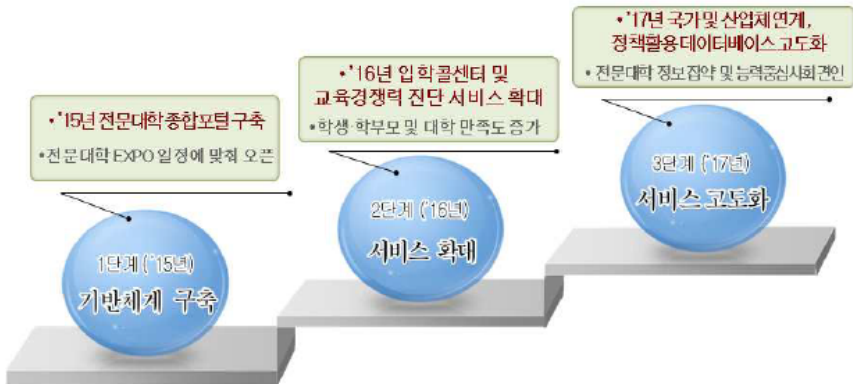 • '15년 전문대학 종합포털 구축
• 전문대학 EXPO 일정에 맞춰 오픈
1단계 ('15년)
기반체계 구축
• '16년 입학콜센터 및
교육경쟁력 진단 서비스 확대
• 학생·학부모 및 대학 만족도 증가
2단계 ('16년)
서비스 확대
• '17년 국가 및 산업체 연계,
정책활용 데이터베이스 고도화
• 전문대학 정보 집약 및 능력중심사회 견인
3단계 ('17년)
서비스 고도화